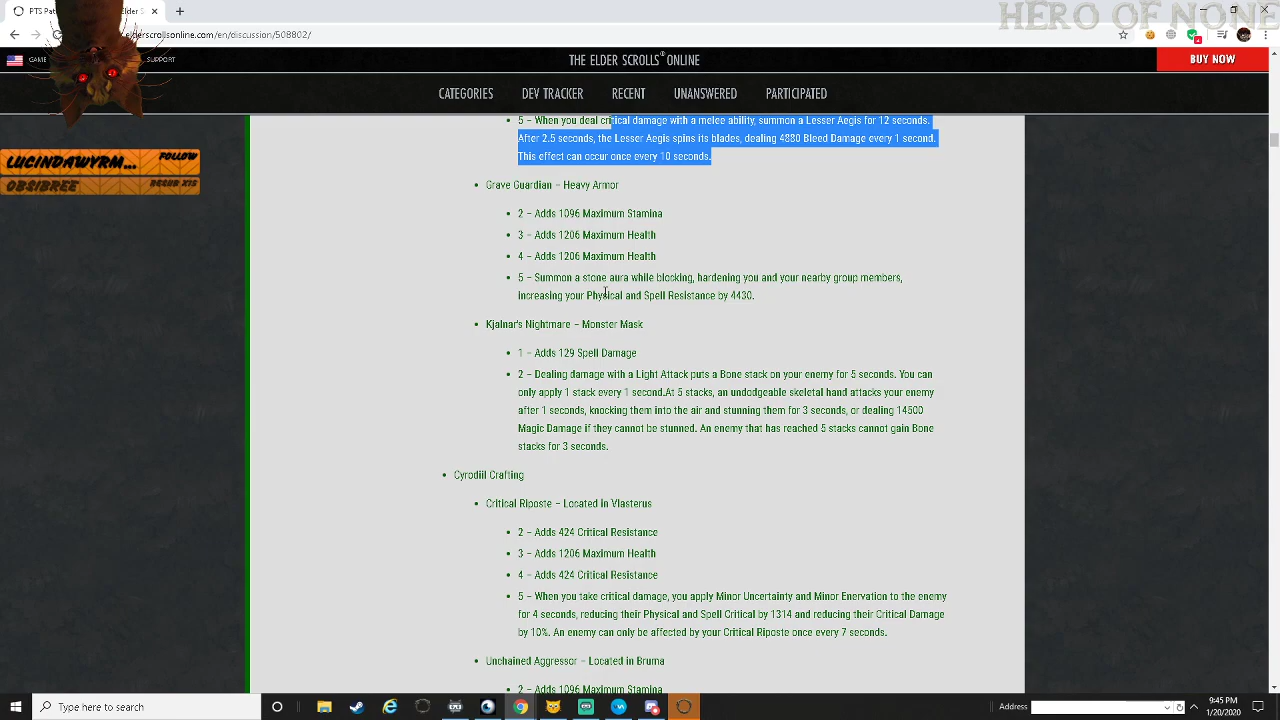 HERO OF NONE
PTS Pat
der S
derscrollsonline.com/en/discussion/508802/
GAME
SUPPORT
THE ELDER SCROLLS® ONLINE
BUY NOW
CATEGORIES DEV TRACKER RECENT UNANSWERED PARTICIPATED
LUCINDAWYRM... FOLLOW
OBSIBREE RESUB X15
5 – When you deal critical damage with a melee ability, summon a Lesser Aegis for 12 seconds.
After 2.5 seconds, the Lesser Aegis spins its blades, dealing 4880 Bleed Damage every 1 second.
This effect can occur once every 10 seconds.
Grave Guardian – Heavy Armor
2 – Adds 1096 Maximum Stamina
3 – Adds 1206 Maximum Health
4 – Adds 1206 Maximum Health
5 – Summon a stone aura while blocking, hardening you and your nearby group members,
increasing your Physical and Spell Resistance by 4430.
Kjalnar's Nightmare – Monster Mask
1 – Adds 129 Spell Damage
2 – Dealing damage with a Light Attack puts a Bone stack on your enemy for 5 seconds. You can
only apply 1 stack every 1 second.At 5 stacks, an undodgeable skeletal hand attacks your enemy
after 1 seconds, knocking them into the air and stunning them for 3 seconds, or dealing 14500
Magic Damage if they cannot be stunned. An enemy that has reached 5 stacks cannot gain Bone
stacks for 3 seconds.
Cyrodiil Crafting
Critical Riposte – Located in Vlasterus
2 – Adds 424 Critical Resistance
3 – Adds 1206 Maximum Health
4 – Adds 424 Critical Resistance
5 – When you take critical damage, you apply Minor Uncertainty and Minor Enervation to the enemy
for 4 seconds, reducing their Physical and Spell Critical by 1314 and reducing their Critical Damage
by 10%. An enemy can only be affected by your Critical Riposte once every 7 seconds.
Unchained Aggressor – Located in Bruma
2 – Adds 1096 Maximum Stamina
Type here to search
Address
9:45 PM
1/20/2020